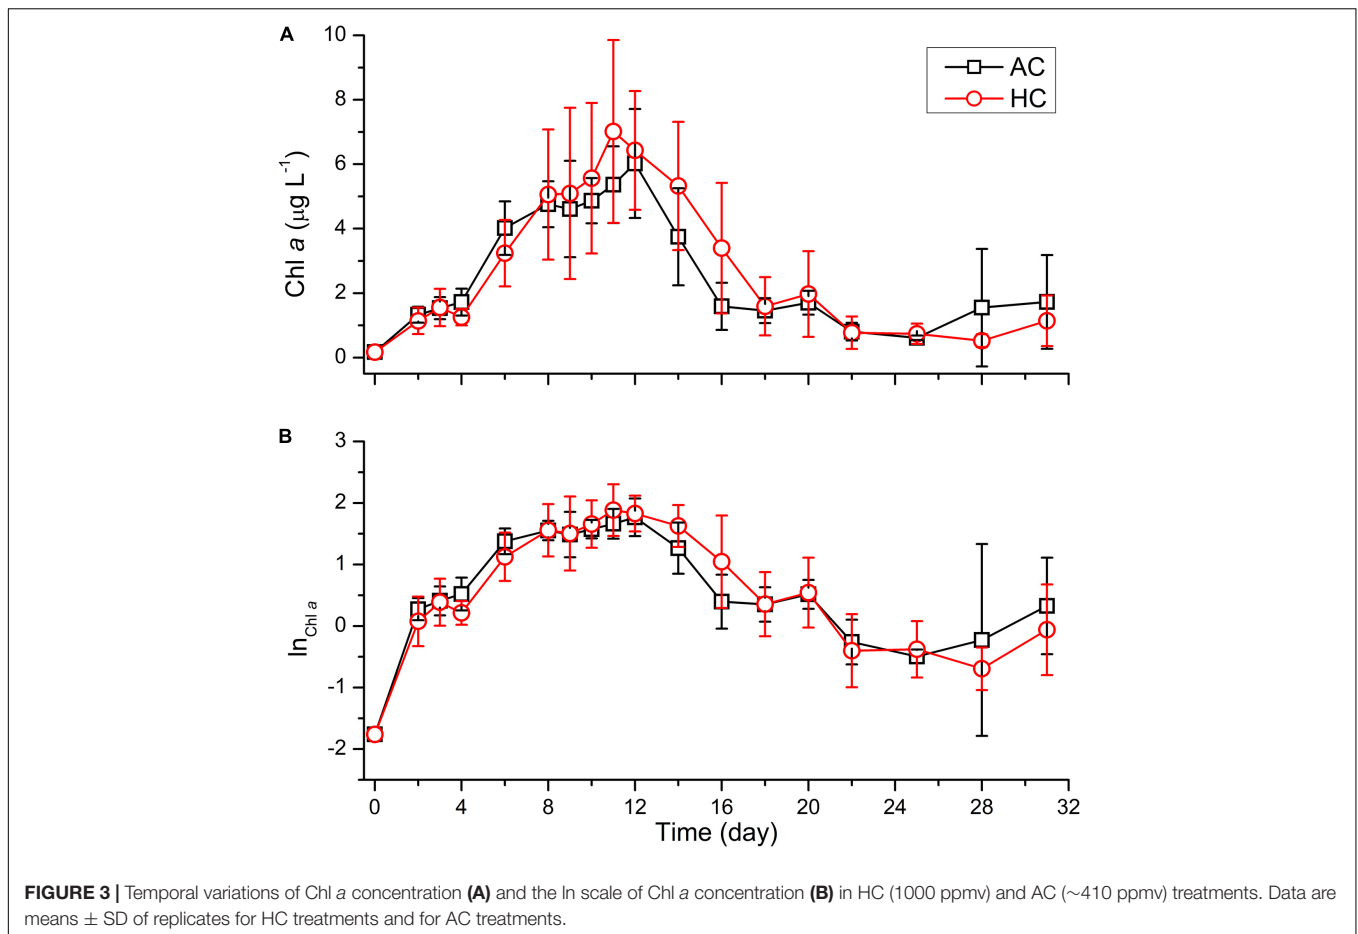 A
10
8
6
4
2
0
Chl a (μg L⁻¹)
AC
HC
B
3
2
1
0
-1
-2
ln Chl a
0 4 8 12 16 20 24 28 32
Time (day)
FIGURE 3 | Temporal variations of Chl a concentration (A) and the ln scale of Chl a concentration (B) in HC (1000 ppmv) and AC (∼410 ppmv) treatments. Data are
means ± SD of replicates for HC treatments and for AC treatments.